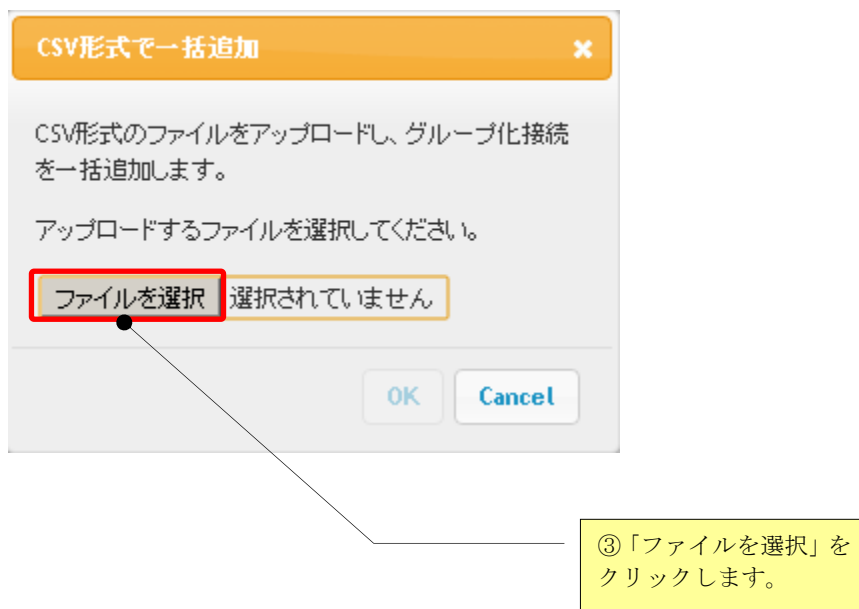 CSV形式で一括追加
CSV形式のファイルをアップロードし、グループ化接続
を一括追加します。
アップロードするファイルを選択してください。
ファイルを選択 選択されていません
OK Cancel
③「ファイルを選択」を
クリックします。